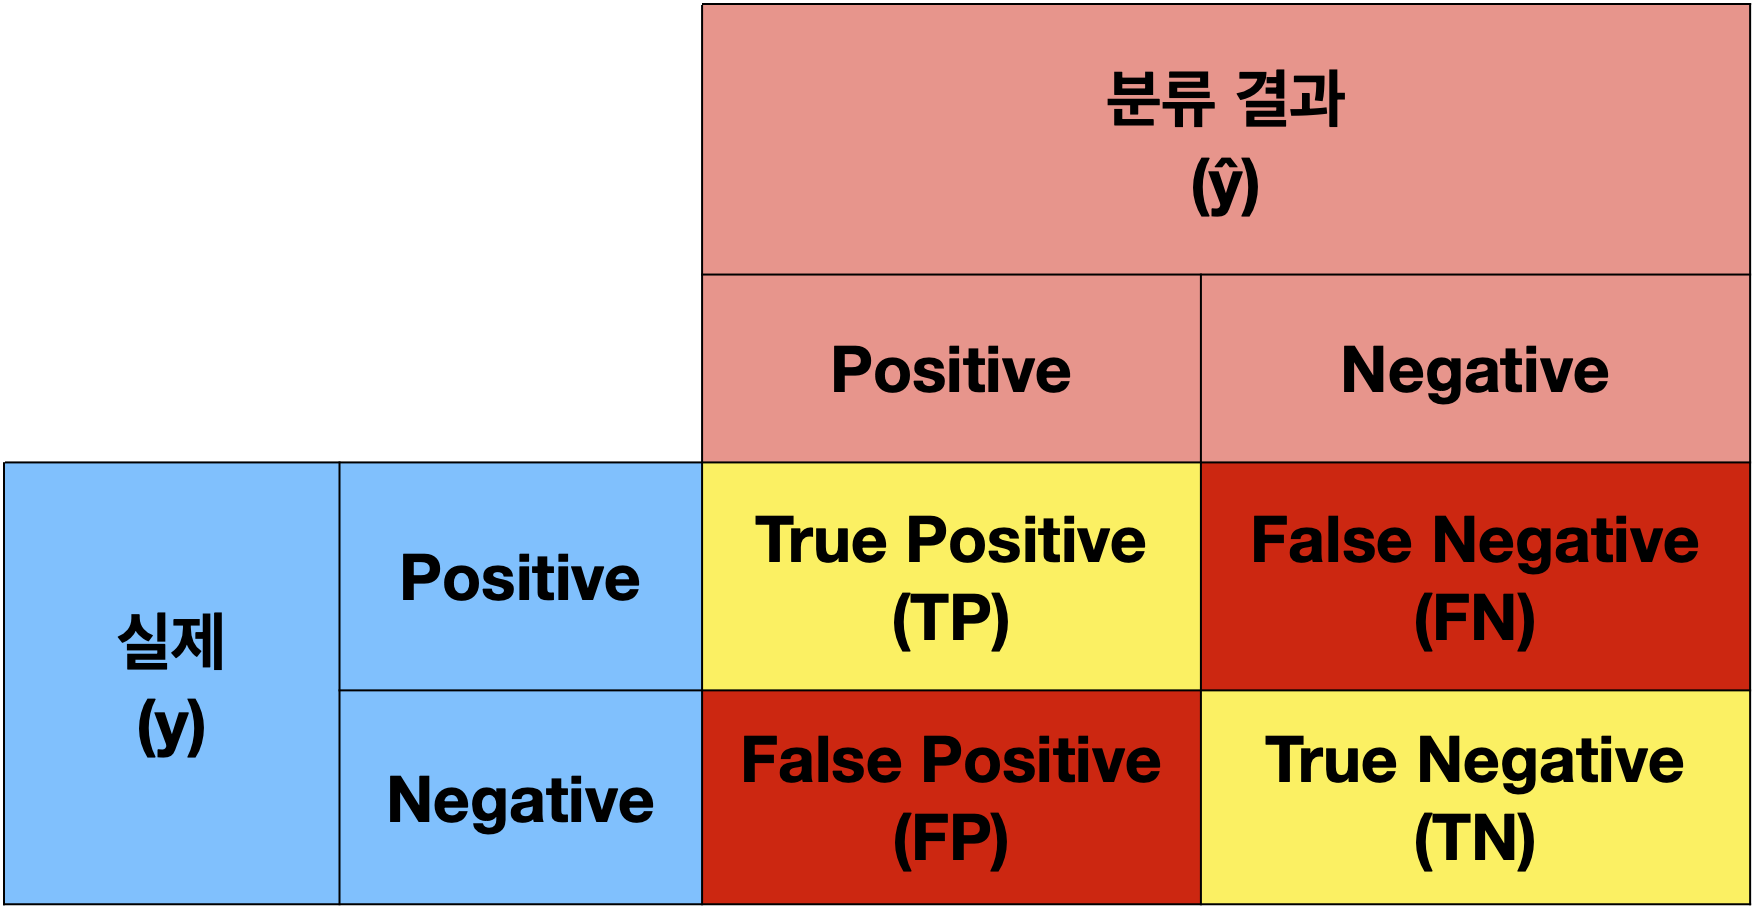 분류 결과
(ŷ)
Positive
Negative
실제
(y)
Positive
True Positive
(TP)
False Negative
(FN)
Negative
False Positive
(FP)
True Negative
(TN)